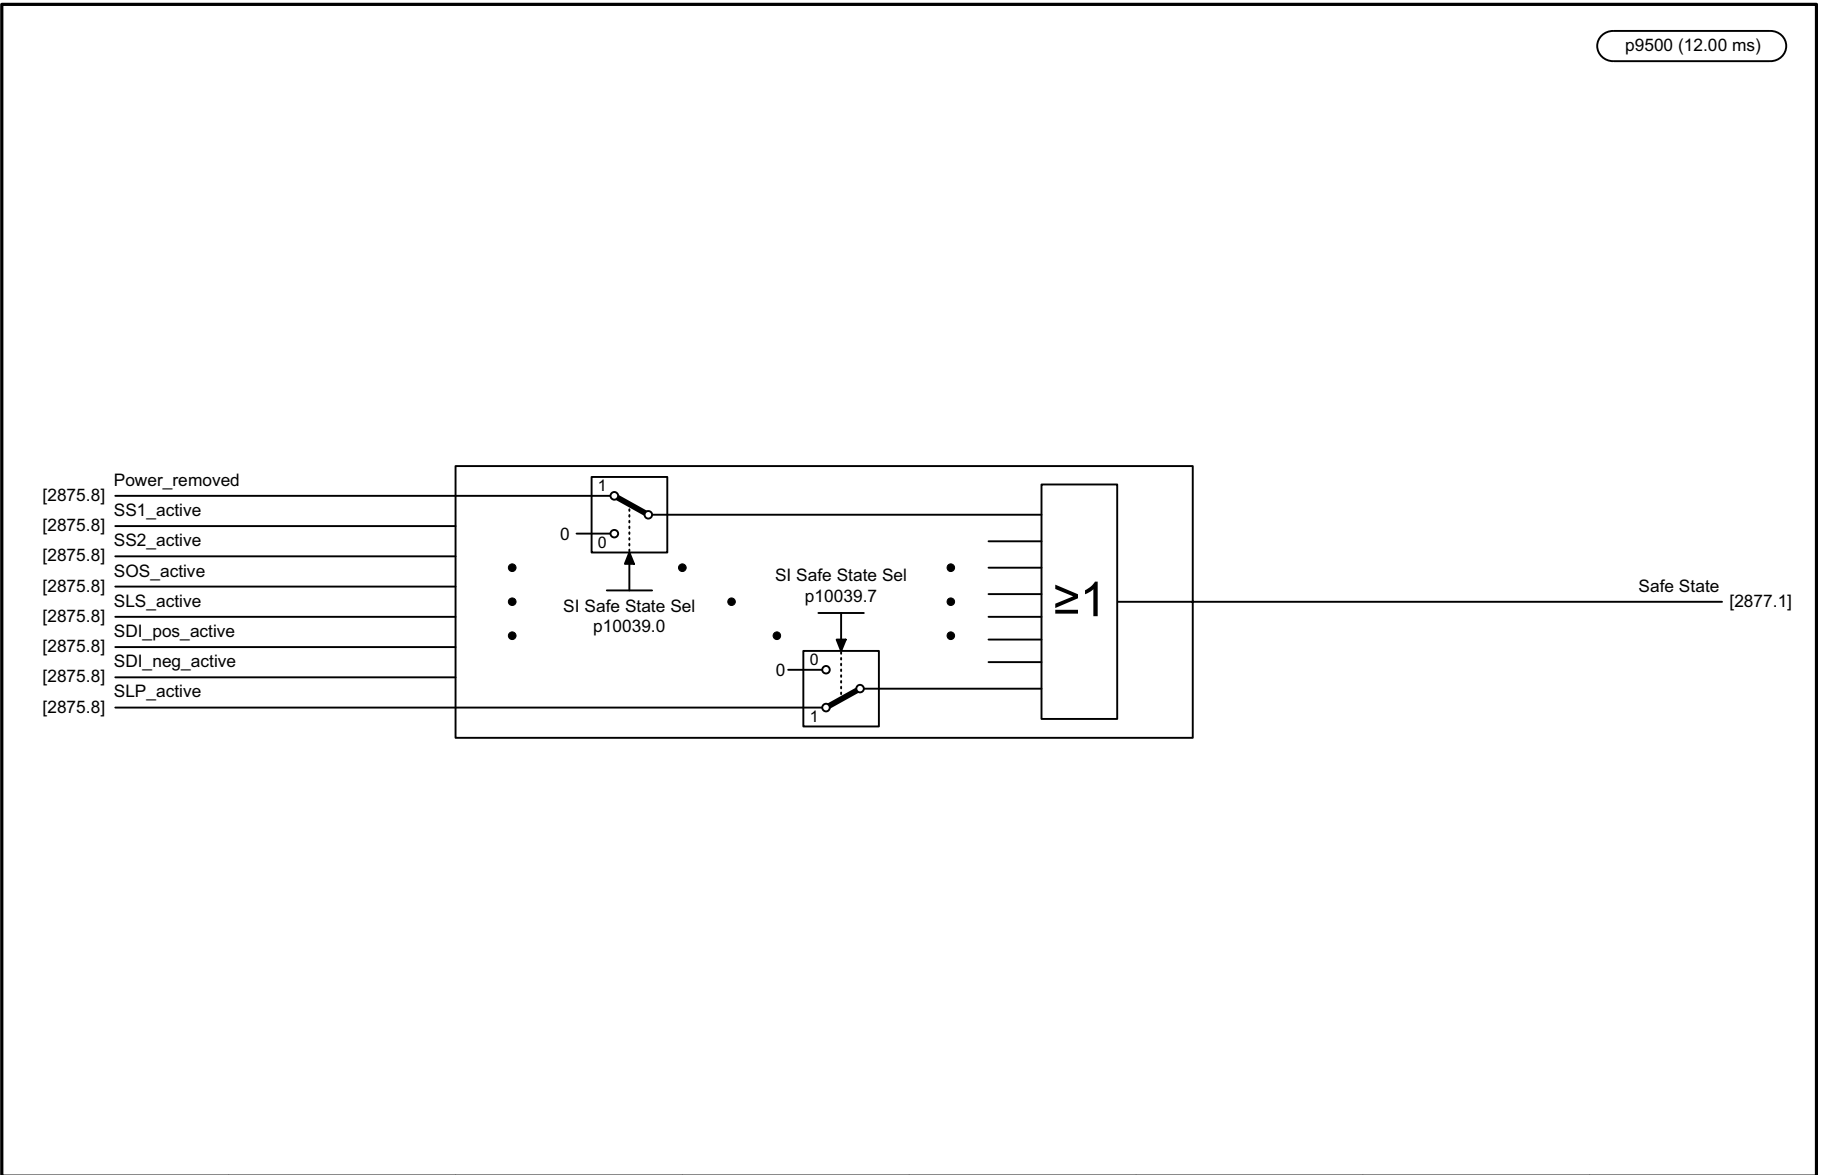 p9500 (12.00 ms)
Power_removed
[2875.8]
SS1_active
[2875.8]
SS2_active
[2875.8]
SOS_active
[2875.8]
SLS_active
[2875.8]
SDI_pos_active
[2875.8]
SDI_neg_active
[2875.8]
SLP_active
[2875.8]
1
0
0
SI Safe State Sel
p10039.0
SI Safe State Sel
p10039.7
0
0
1
≥1
Safe State
[2877.1]